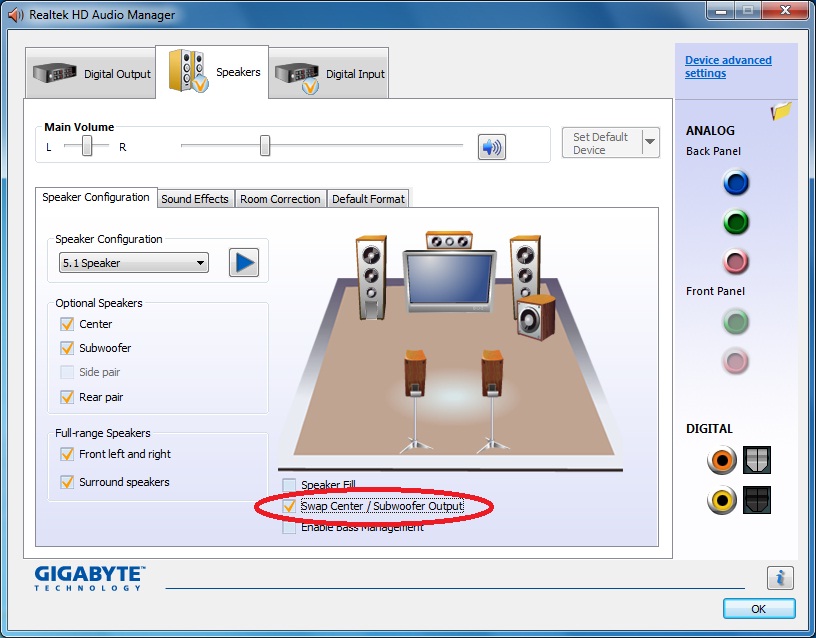 Realtek HD Audio Manager
Digital Output
Speakers
Digital Input
Device advanced
settings
Main Volume
L
R
Set Default
Device
ANALOG
Back Panel
Speaker Configuration
Sound Effects
Room Correction
Default Format
Speaker Configuration
5.1 Speaker
Optional Speakers
Center
Subwoofer
Side pair
Rear pair
Full-range Speakers
Front left and right
Surround speakers
Front Panel
DIGITAL
Speaker Fill
Swap Center / Subwoofer Output
Enable Bass Management
GIGABYTE™
TECHNOLOGY
OK